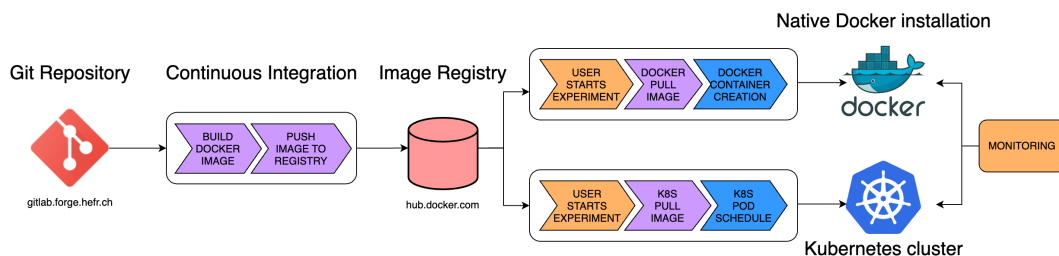 Git Repository
gitlab.forge.hefr.ch
Continuous Integration
BUILD
DOCKER
IMAGE
PUSH
IMAGE TO
REGISTRY
Image Registry
hub.docker.com
USER
STARTS
EXPERIMENT
DOCKER
PULL
IMAGE
DOCKER
CONTAINER
CREATION
Native Docker installation
docker
USER
STARTS
EXPERIMENT
K8S
PULL
IMAGE
K8S
POD
SCHEDULE
Kubernetes cluster
MONITORING